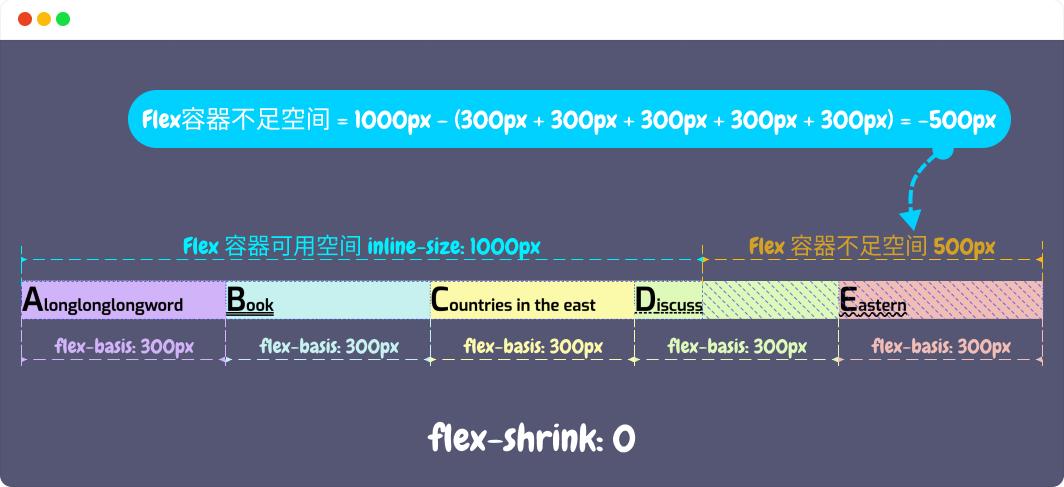 Flex容器不足空间 = 1000px - (300px + 300px + 300px + 300px + 300px) = -500px
Flex 容器可用空间 inline-size: 1000px
Flex 容器不足空间 500px
Alonglonglongword
Book
Countries in the east
Discuss
Eastern
flex-basis: 300px
flex-basis: 300px
flex-basis: 300px
flex-basis: 300px
flex-basis: 300px
flex-shrink: 0